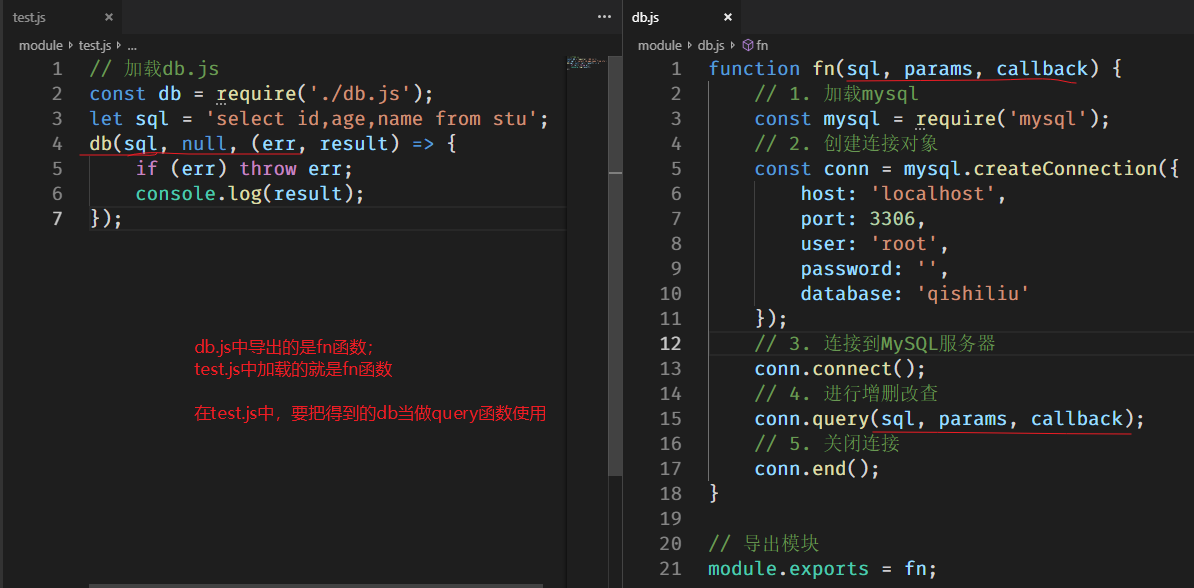 test.js ×
module › test.js › ...
1 // 加载db.js
2 const db = require('./db.js');
3 let sql = 'select id,age,name from stu';
4 db(sql, null, (err, result) => {
5 if (err) throw err;
6 console.log(result);
7 });
db.js中导出的是fn函数;
test.js中加载的就是fn函数
在test.js中，要把得到的db当做query函数使用
db.js ×
module › db.js › fn
1 function fn(sql, params, callback) {
2 // 1. 加载mysql
3 const mysql = require('mysql');
4 // 2. 创建连接对象
5 const conn = mysql.createConnection({
6 host: 'localhost',
7 port: 3306,
8 user: 'root',
9 password: '',
10 database: 'qishiliu'
11 });
12 // 3. 连接到MySQL服务器
13 conn.connect();
14 // 4. 进行增删改查
15 conn.query(sql, params, callback);
16 // 5. 关闭连接
17 conn.end();
18 }
19
20 // 导出模块
21 module.exports = fn;